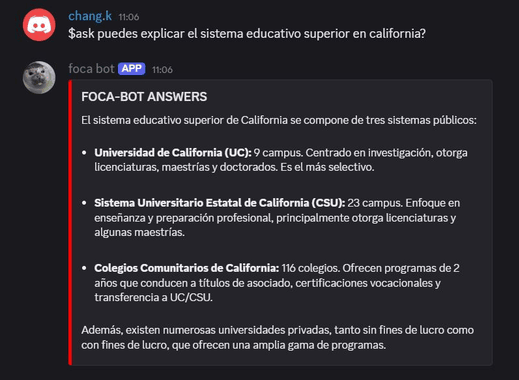 chang.k 11:06
$ask puedes explicar el sistema educativo superior en california?
foca bot APP 11:06
FOCA-BOT ANSWERS
El sistema educativo superior de California se compone de tres sistemas públicos:
• Universidad de California (UC): 9 campus. Centrado en investigación, otorga
licenciaturas, maestrías y doctorados. Es el más selectivo.
• Sistema Universitario Estatal de California (CSU): 23 campus. Enfoque en
enseñanza y preparación profesional, principalmente otorga licenciaturas y
algunas maestrías.
• Colegios Comunitarios de California: 116 colegios. Ofrecen programas de 2
años que conducen a títulos de asociado, certificaciones vocacionales y
transferencia a UC/CSU.
Además, existen numerosas universidades privadas, tanto sin fines de lucro como
con fines de lucro, que ofrecen una amplia gama de programas.